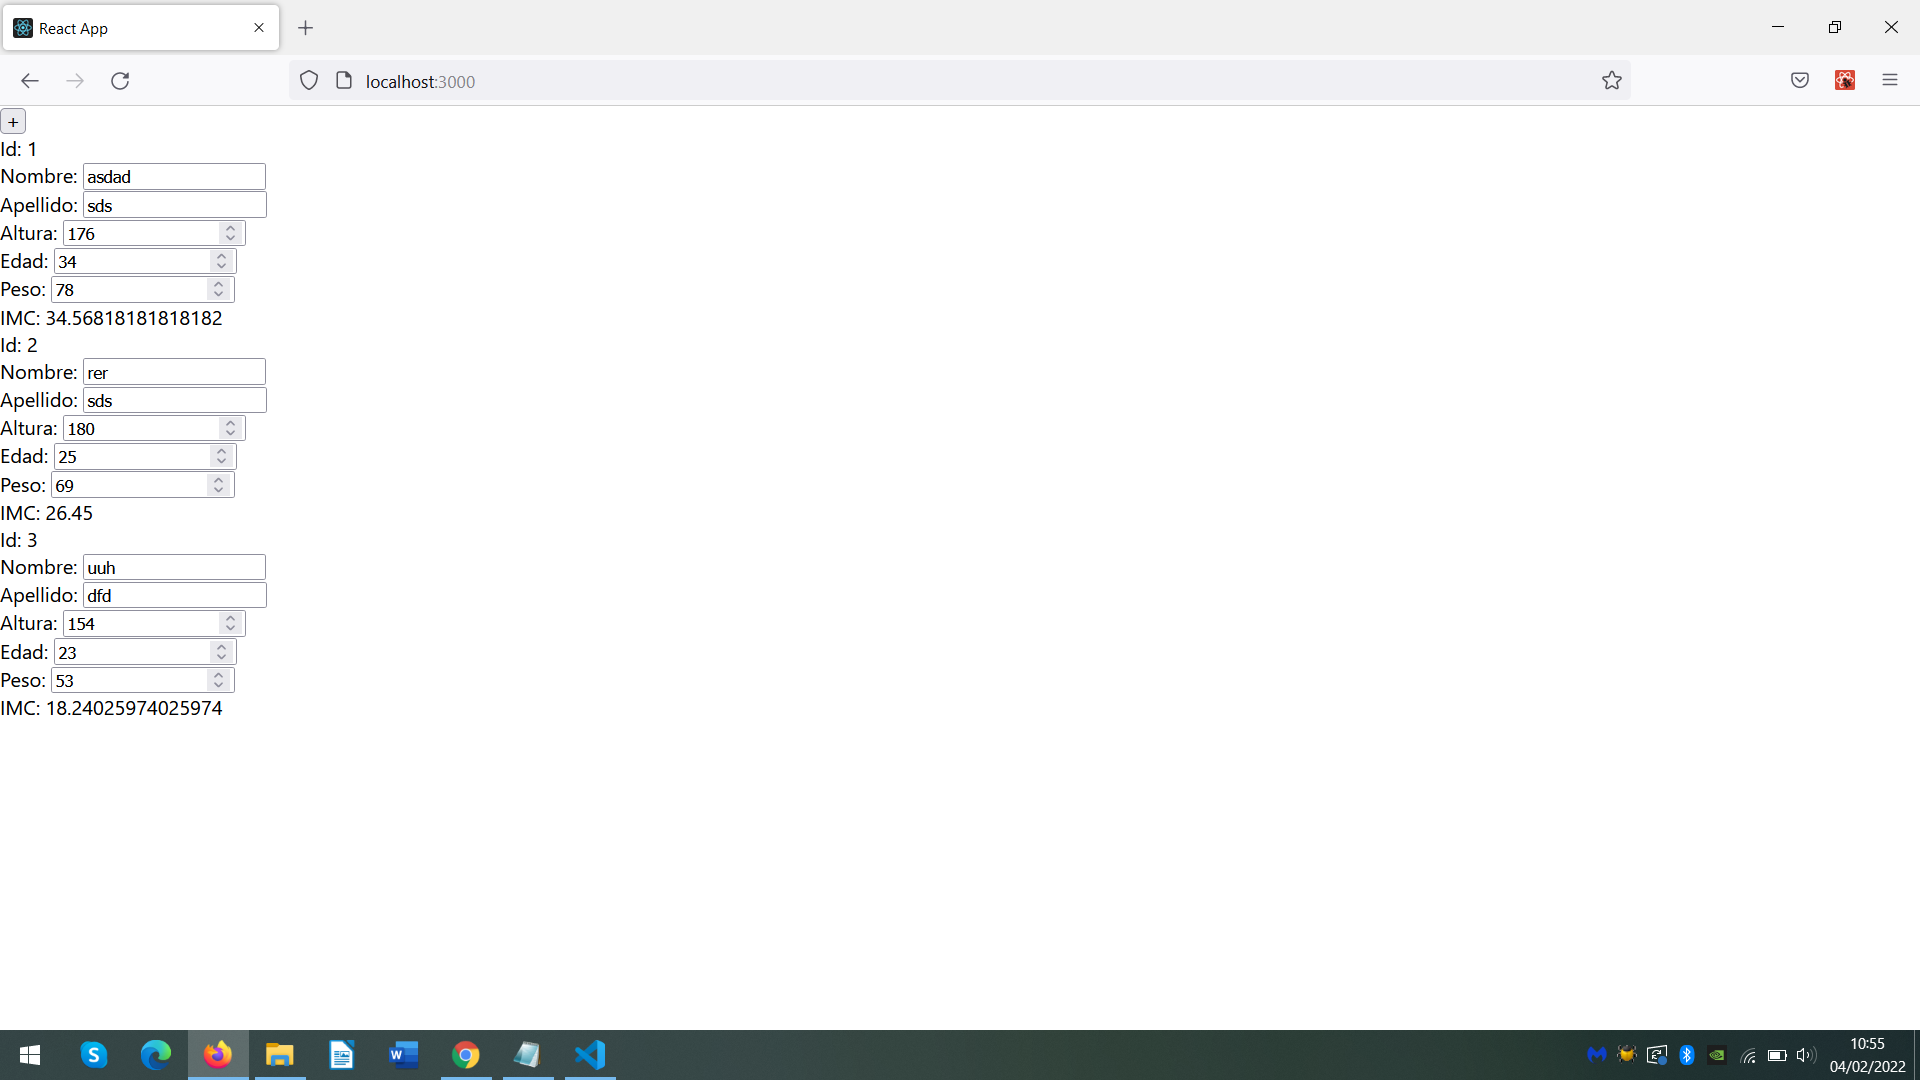 React App
localhost:3000
+
Id: 1
Nombre: asdad
Apellido: sds
Altura: 176
Edad: 34
Peso: 78
IMC: 34.56818181818182
Id: 2
Nombre: rer
Apellido: sds
Altura: 180
Edad: 25
Peso: 69
IMC: 26.45
Id: 3
Nombre: uuh
Apellido: dfd
Altura: 154
Edad: 23
Peso: 53
IMC: 18.24025974025974
10:55
04/02/2022